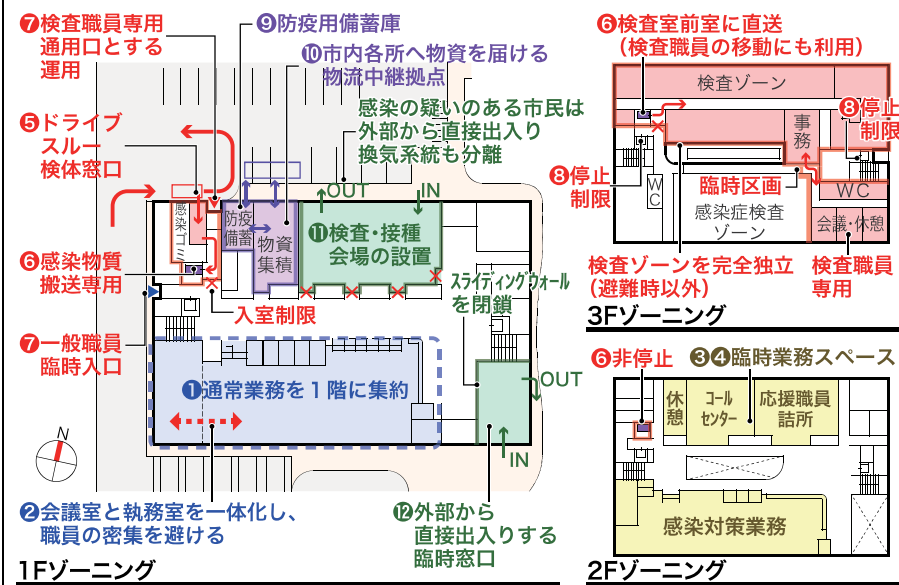 ❼検査職員専用
通用口とする
運用
❾防疫用備蓄庫
❿市内各所へ物資を届ける
物流中継拠点
感染の疑いのある市民は
外部から直接出入り
換気系統も分離
❺ドライブ
スルー
検体窓口
OUT
IN
感染ゴミ
防疫
備蓄
物資
集積
⓫検査・接種
会場の設置
❻感染物質
搬送専用
スライディングウォール
を閉鎖
入室制限
❼一般職員
臨時入口
❶通常業務を1階に集約
OUT
IN
N
❷会議室と執務室を一体化し、
職員の密集を避ける
⓬外部から
直接出入りする
臨時窓口
1Fゾーニング
❻検査室前室に直送
（検査職員の移動にも利用）
検査ゾーン
❽停止
制限
事務
❽停止
制限
WC
臨時区画
WC
感染症検査
ゾーン
会議・休憩
検査ゾーンを完全独立
（避難時以外）
検査職員
専用
3Fゾーニング
❻非停止
❸❹臨時業務スペース
休憩
コール
センター
応援職員
詰所
感染対策業務
2Fゾーニング